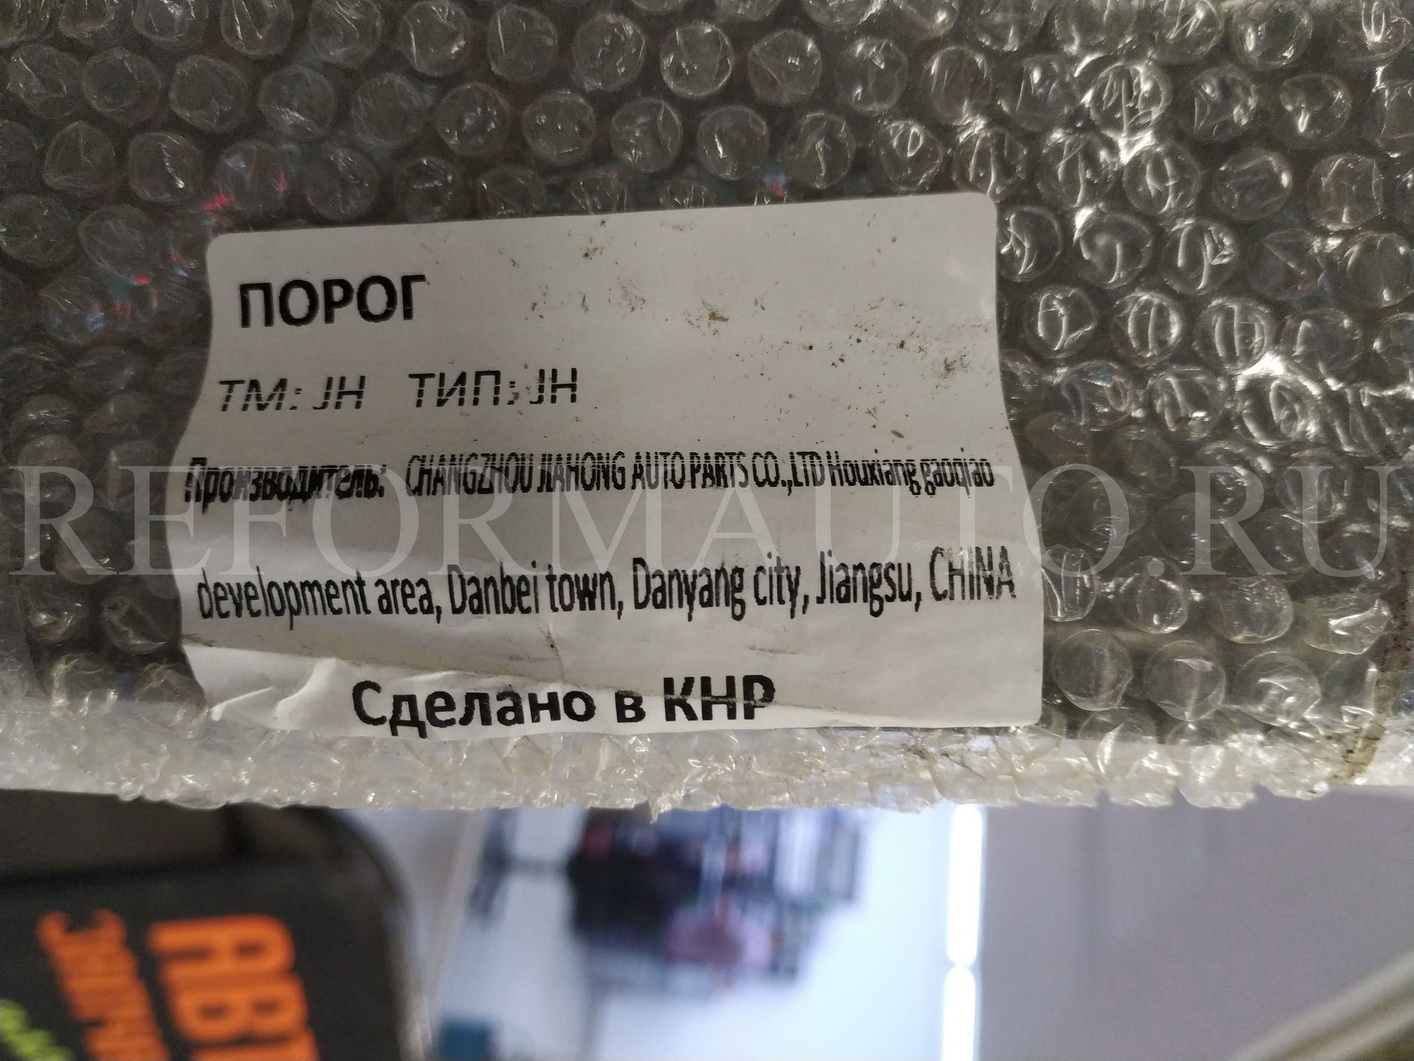 ПОРОГ
ТМ: JH ТИП: JH
Производитель: CHANGZHOU JIAHONG AUTO PARTS CO.,LTD Houxiang gaoqiao
REFORMAUTO.RU
development area, Danbei town, Danyang city, Jiangsu, CHINA
Сделано в КНР